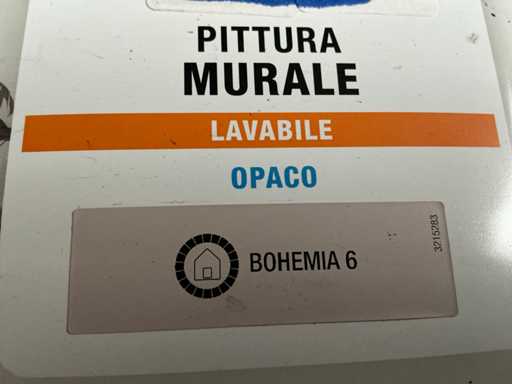 PITTURA
MURALE
LAVABILE
OPACO
BOHEMIA 6
3215283